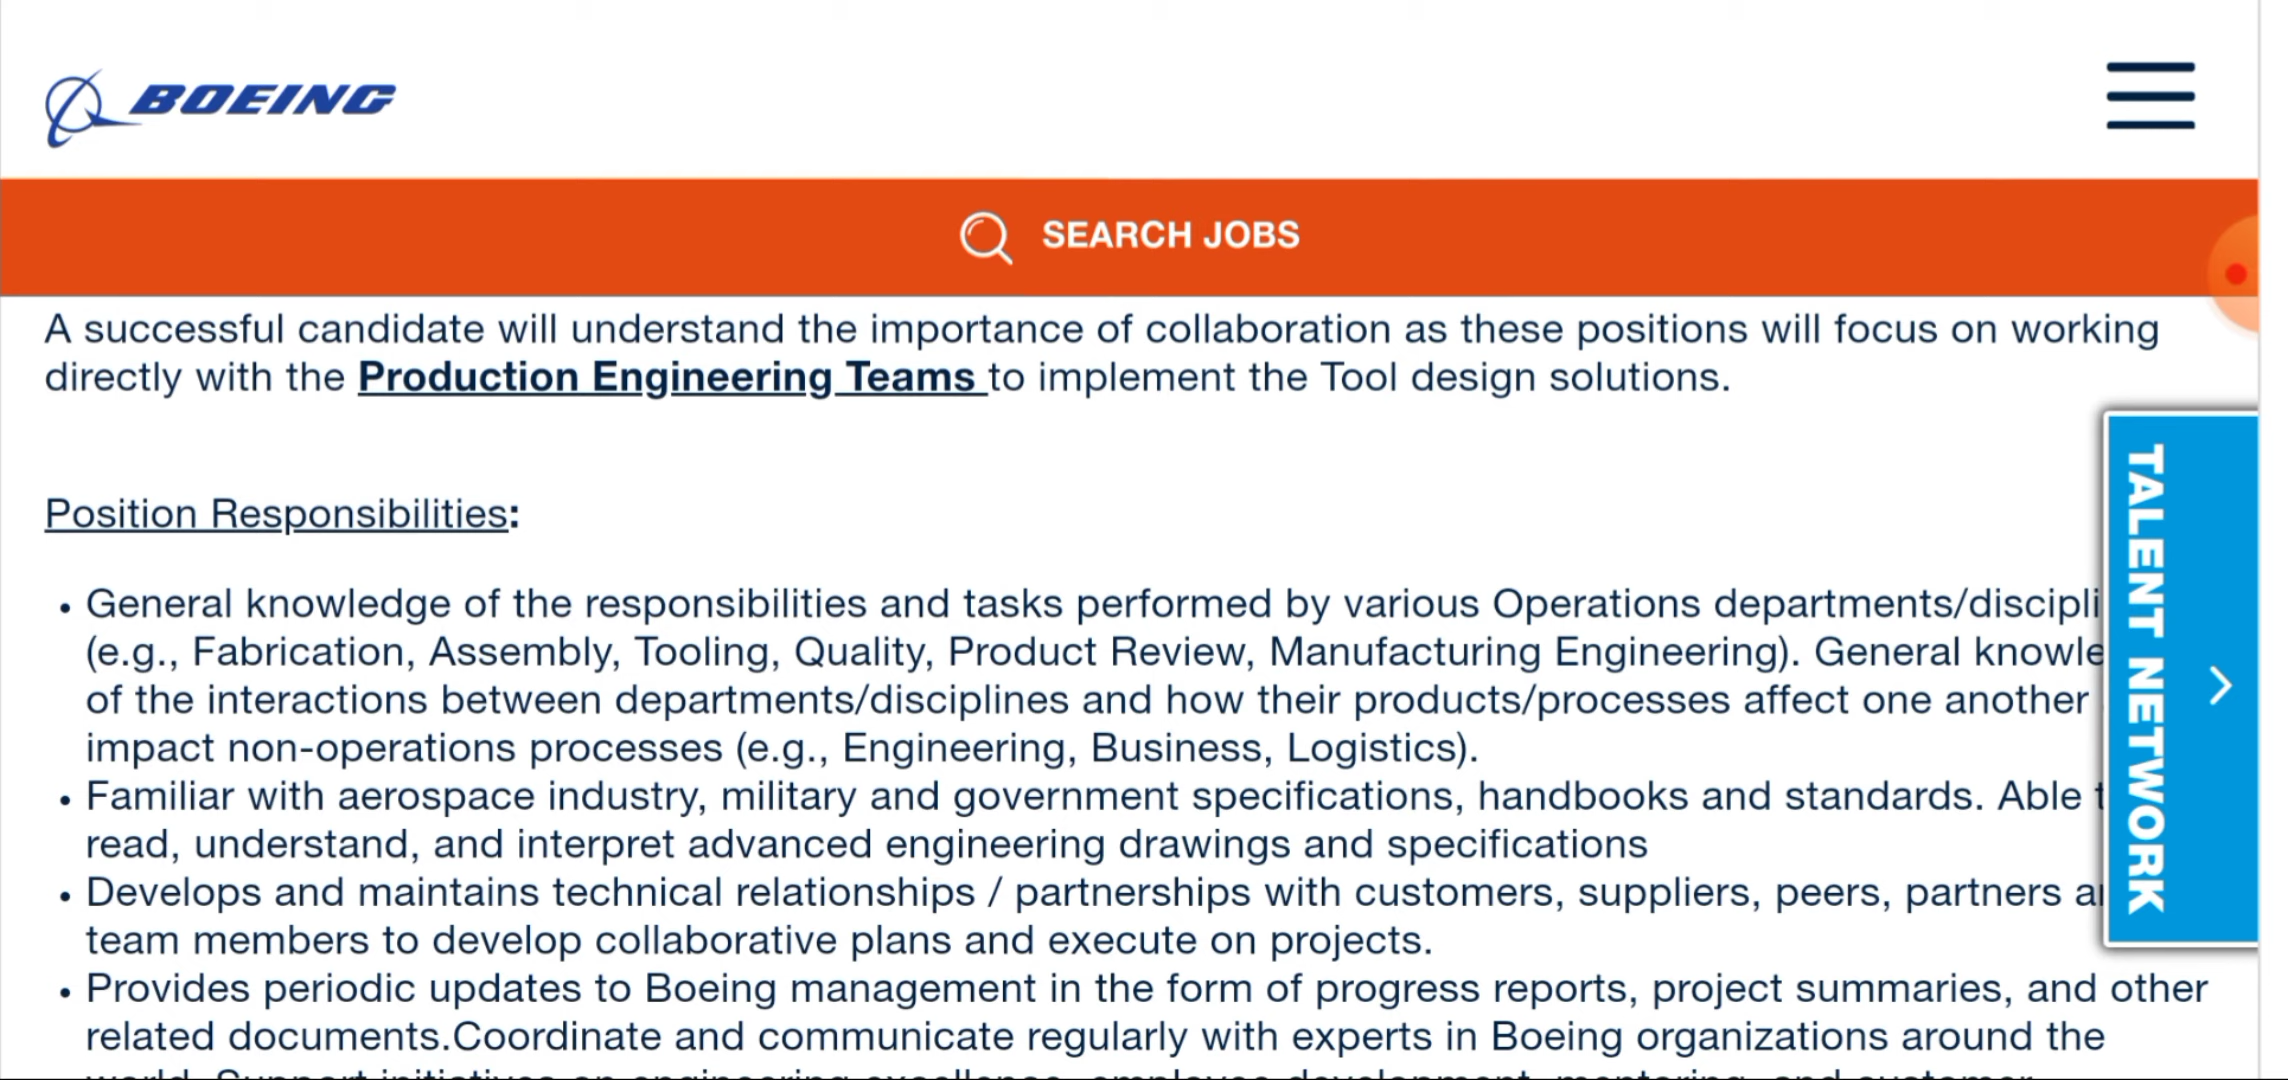 BOEING
SEARCH JOBS
A successful candidate will understand the importance of collaboration as these positions will focus on working
directly with the Production Engineering Teams to implement the Tool design solutions.
Position Responsibilities:
• General knowledge of the responsibilities and tasks performed by various Operations
(e.g., Fabrication, Assembly, Tooling, Quality, Product Review, Manufacturing Engineering). General
of the interactions between departments/disciplines and how their products/processes affect one another
impact non-operations processes (e.g., Engineering, Business, Logistics).
• Familiar with aerospace industry, military and government specifications, handbooks and standards. Able
read, understand, and interpret advanced engineering drawings and specifications
• Develops and maintains technical relationships / partnerships with customers, suppliers, peers, partners
team members to develop collaborative plans and execute on projects.
• Provides periodic updates to Boeing management in the form of progress reports, project summaries, and other
related documents.Coordinate and communicate regularly with experts in Boeing organizations around the
TALENT NETWORK